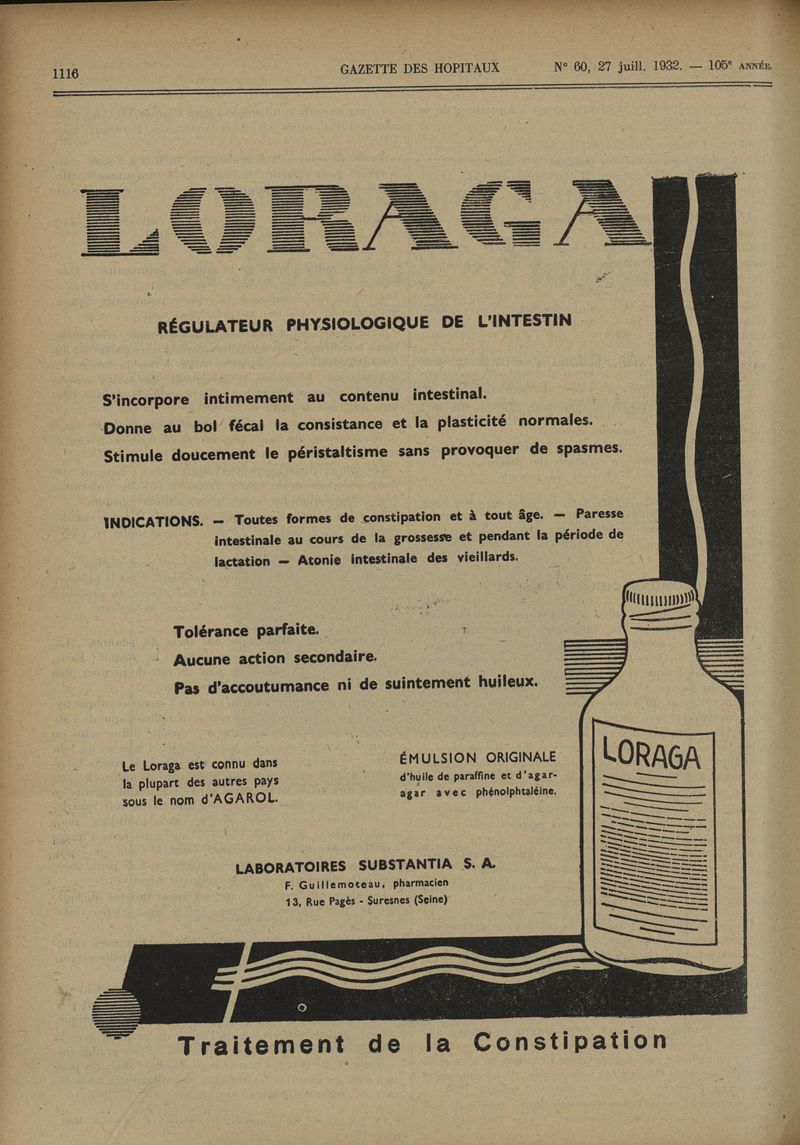 1116
GAZETTE DES HOPITAUX
N° 60, 27 juill. 1932. — 105e ANNÉE.
LORAGA
RÉGULATEUR PHYSIOLOGIQUE DE L'INTESTIN
S'incorpore intimement au contenu intestinal.
Donne au bol fécal la consistance et la plasticité normales.
Stimule doucement le péristaltisme sans provoquer de spasmes.
INDICATIONS. — Toutes formes de constipation et à tout âge. — Paresse
intestinale au cours de la grossesse et pendant la période de
lactation — Atonie intestinale des vieillards.
Tolérance parfaite.
Aucune action secondaire.
Pas d'accoutumance ni de suintement huileux.
Le Loraga est connu dans
la plupart des autres pays
sous le nom d'AGAROL.
ÉMULSION ORIGINALE
d'huile de paraffine et d'agar-
agar avec phénolphtaléine.
LORAGA
LABORATOIRES SUBSTANTIA S. A.
F. Guillemoteau, pharmacien
13, Rue Pagès - Suresnes (Seine)
Traitement de la Constipation